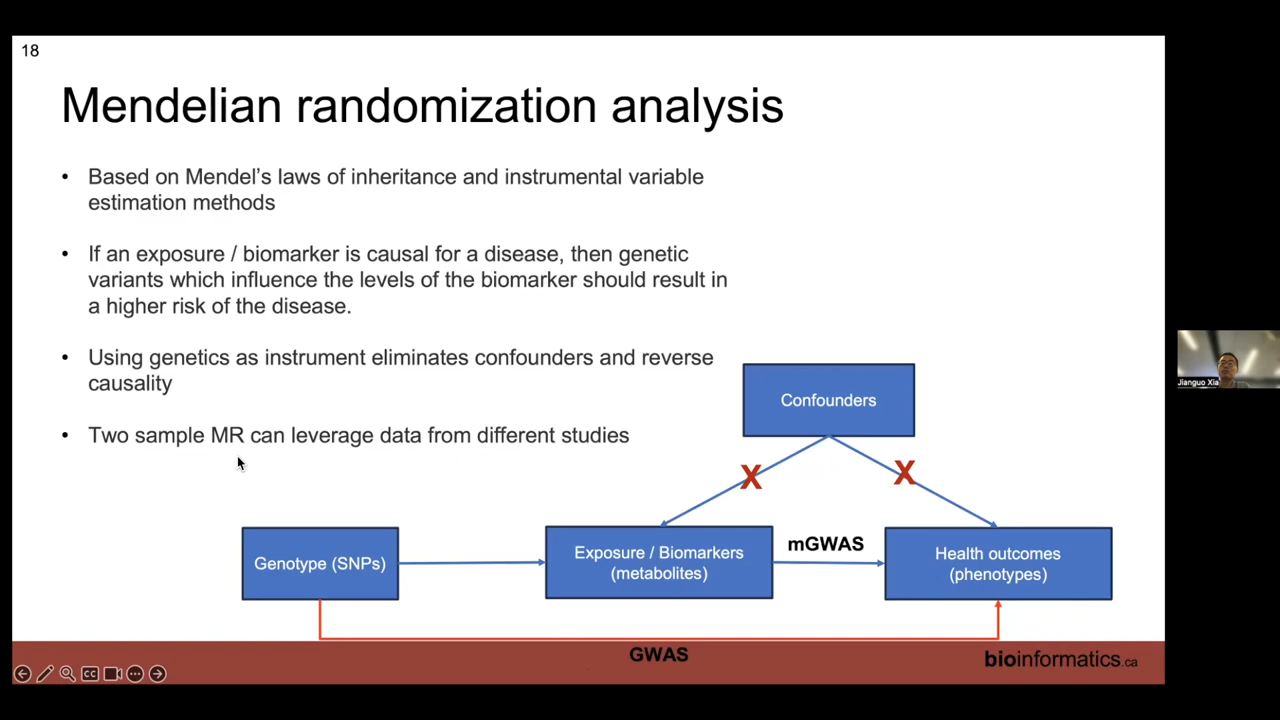 18
Mendelian randomization analysis
• Based on Mendel's laws of inheritance and instrumental variable
estimation methods
• If an exposure / biomarker is causal for a disease, then genetic
variants which influence the levels of the biomarker should result in
a higher risk of the disease.
• Using genetics as instrument eliminates confounders and reverse
causality
• Two sample MR can leverage data from different studies
Confounders
X
X
Genotype (SNPs)
Exposure / Biomarkers
(metabolites)
mGWAS
Health outcomes
(phenotypes)
GWAS
bioinformatics.ca
CC
Jianguo Xia